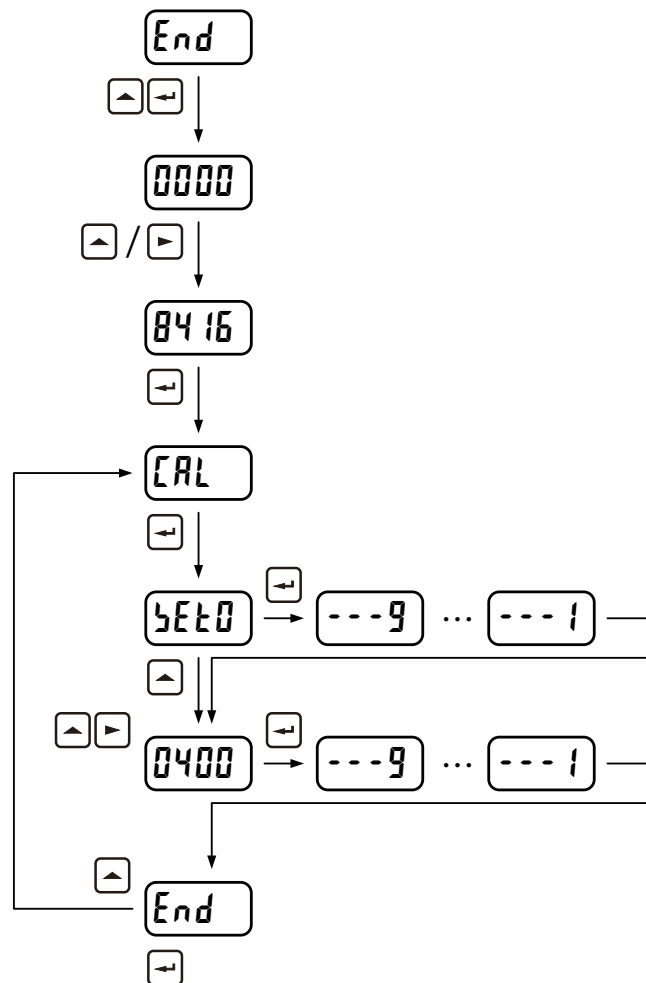 End
0000
/
8416
CAL
SEt0
---9 ... ---1
0400
---9 ... ---1
End